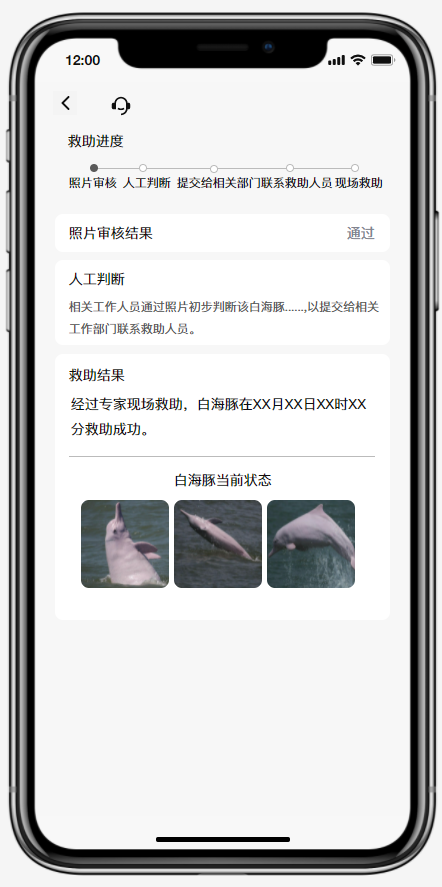 12:00
救助进度
照片审核 人工判断 提交给相关部门联系救助人员 现场救助
照片审核结果 通过
人工判断
相关工作人员通过照片初步判断该白海豚......,以提交给相关
工作部门联系救助人员。
救助结果
经过专家现场救助，白海豚在XX月XX日XX时XX
分救助成功。
白海豚当前状态